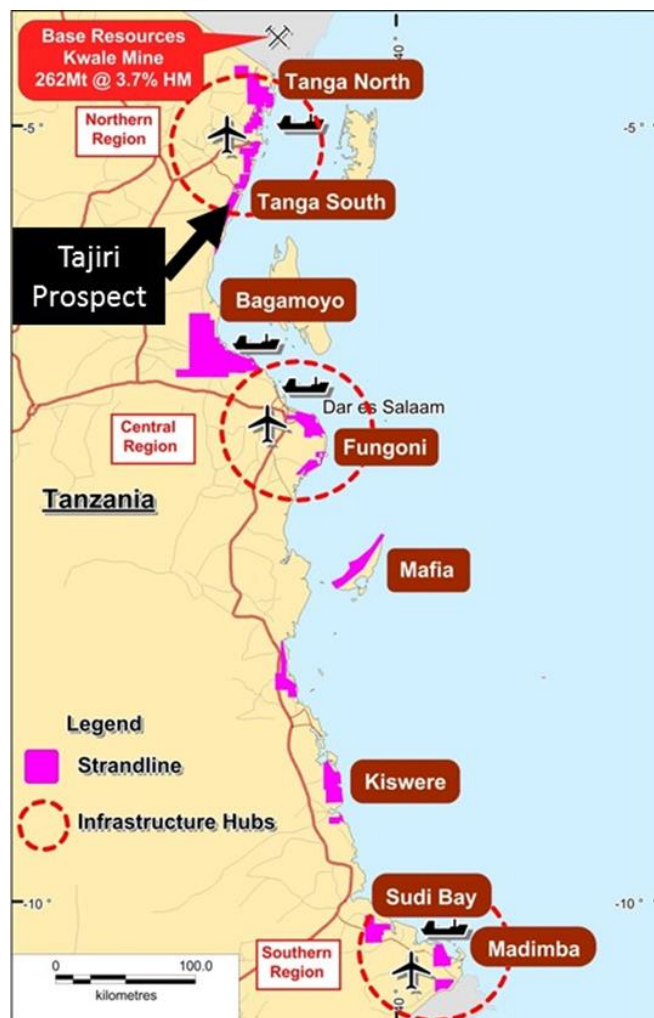 Base Resources
Kwale Mine
262Mt @ 3.7% HM
40
Tanga North
-5°
-5°
Northern
Region
Tanga South
Tajiri
Prospect
Bagamoyo
Dar es Salaam
Central
Region
Fungoni
Tanzania
Mafia
Legend
Strandline
Kiswere
Infrastructure Hubs
Sudi Bay
-10°
-10°
Southern
Region
Madimba
0
100.0
kilometres
40